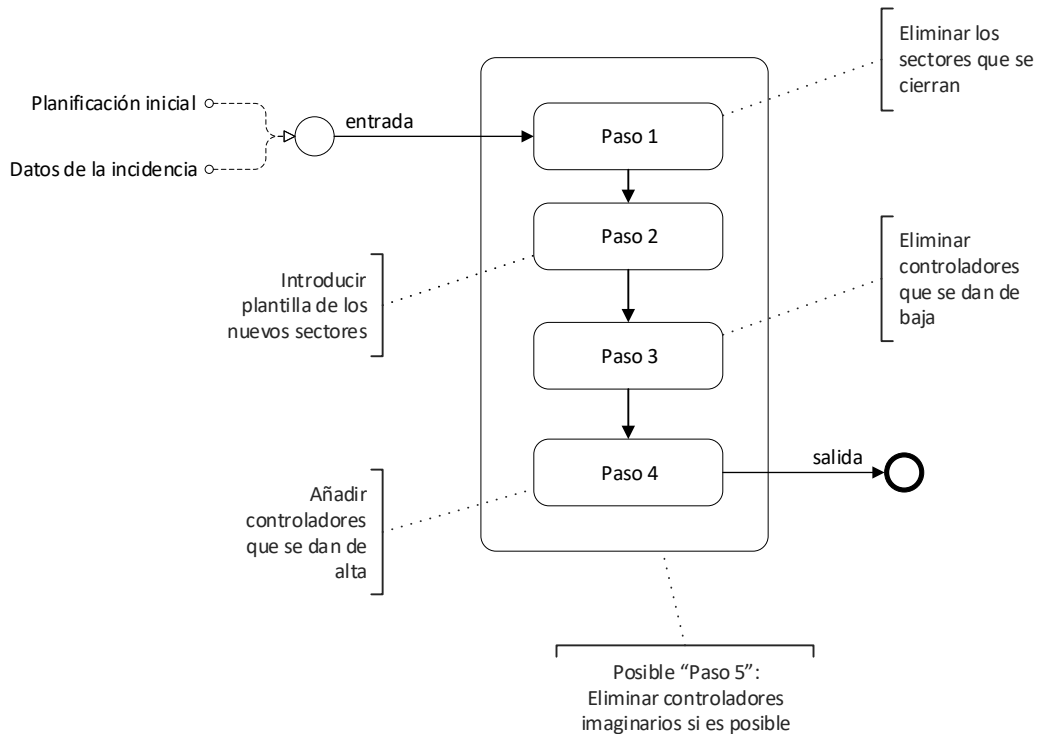 Eliminar los
sectores que se
cierran
Planificación inicial
entrada
Datos de la incidencia
Paso 1
Paso 2
Introducir
plantilla de los
nuevos sectores
Eliminar
controladores
que se dan de
baja
Paso 3
Paso 4
salida
Añadir
controladores
que se dan de
alta
Posible “Paso 5”:
Eliminar controladores
imaginarios si es posible